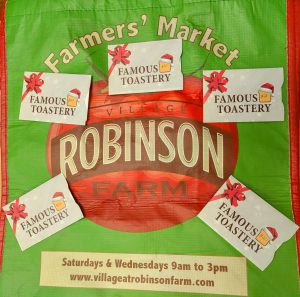 Farmers' Market
FAMOUS
TOASTERY
FAMOUS
TOASTERY
FAMOUS
TOASTERY
VILLAGE
ROBINSON
FARM
FAMOUS
TOASTERY
FAMOUS
TOASTERY
Saturdays & Wednesdays 9am to 3pm
www.villageatrobinsonfarm.com